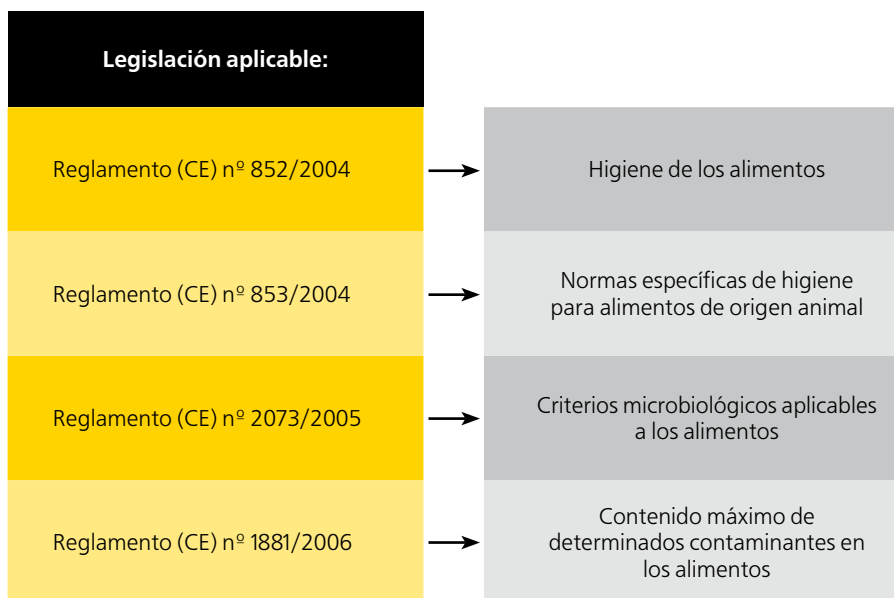 Legislación aplicable:
Reglamento (CE) nº 852/2004
Higiene de los alimentos
Reglamento (CE) nº 853/2004
Normas específicas de higiene
para alimentos de origen animal
Reglamento (CE) nº 2073/2005
Criterios microbiológicos aplicables
a los alimentos
Reglamento (CE) nº 1881/2006
Contenido máximo de
determinados contaminantes en
los alimentos